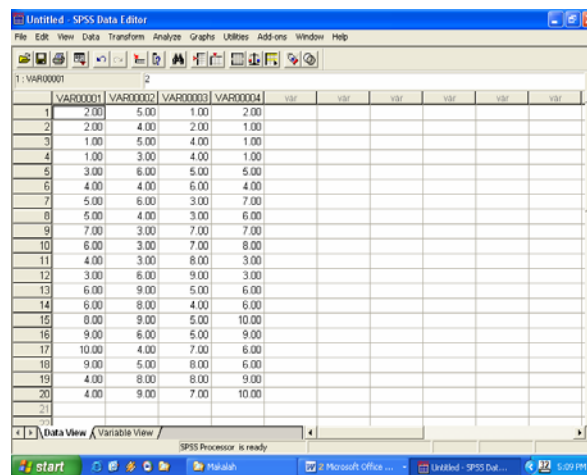 Untitled - SPSS Data Editor
File Edit View Data Transform Analyze Graphs Utilities Add-ons Window Help
1 : VAR00001 2
VAR00001 VAR00002 VAR00003 VAR00004 var var var var var
1 2.00 5.00 1.00 2.00
2 2.00 4.00 2.00 1.00
3 1.00 5.00 4.00 1.00
4 1.00 3.00 4.00 1.00
5 3.00 6.00 5.00 5.00
6 4.00 4.00 6.00 4.00
7 5.00 6.00 3.00 7.00
8 5.00 4.00 3.00 6.00
9 7.00 3.00 7.00 7.00
10 6.00 3.00 7.00 8.00
11 4.00 3.00 8.00 3.00
12 3.00 6.00 9.00 3.00
13 6.00 9.00 5.00 6.00
14 6.00 8.00 4.00 6.00
15 8.00 9.00 5.00 10.00
16 9.00 6.00 5.00 9.00
17 10.00 4.00 7.00 6.00
18 9.00 5.00 8.00 6.00
19 4.00 8.00 8.00 9.00
20 4.00 9.00 7.00 10.00
21
Data View Variable View
SPSS Processor is ready
start Makalah 2 Microsoft Office ... Untitled - SPSS Dat... 5:09 PM